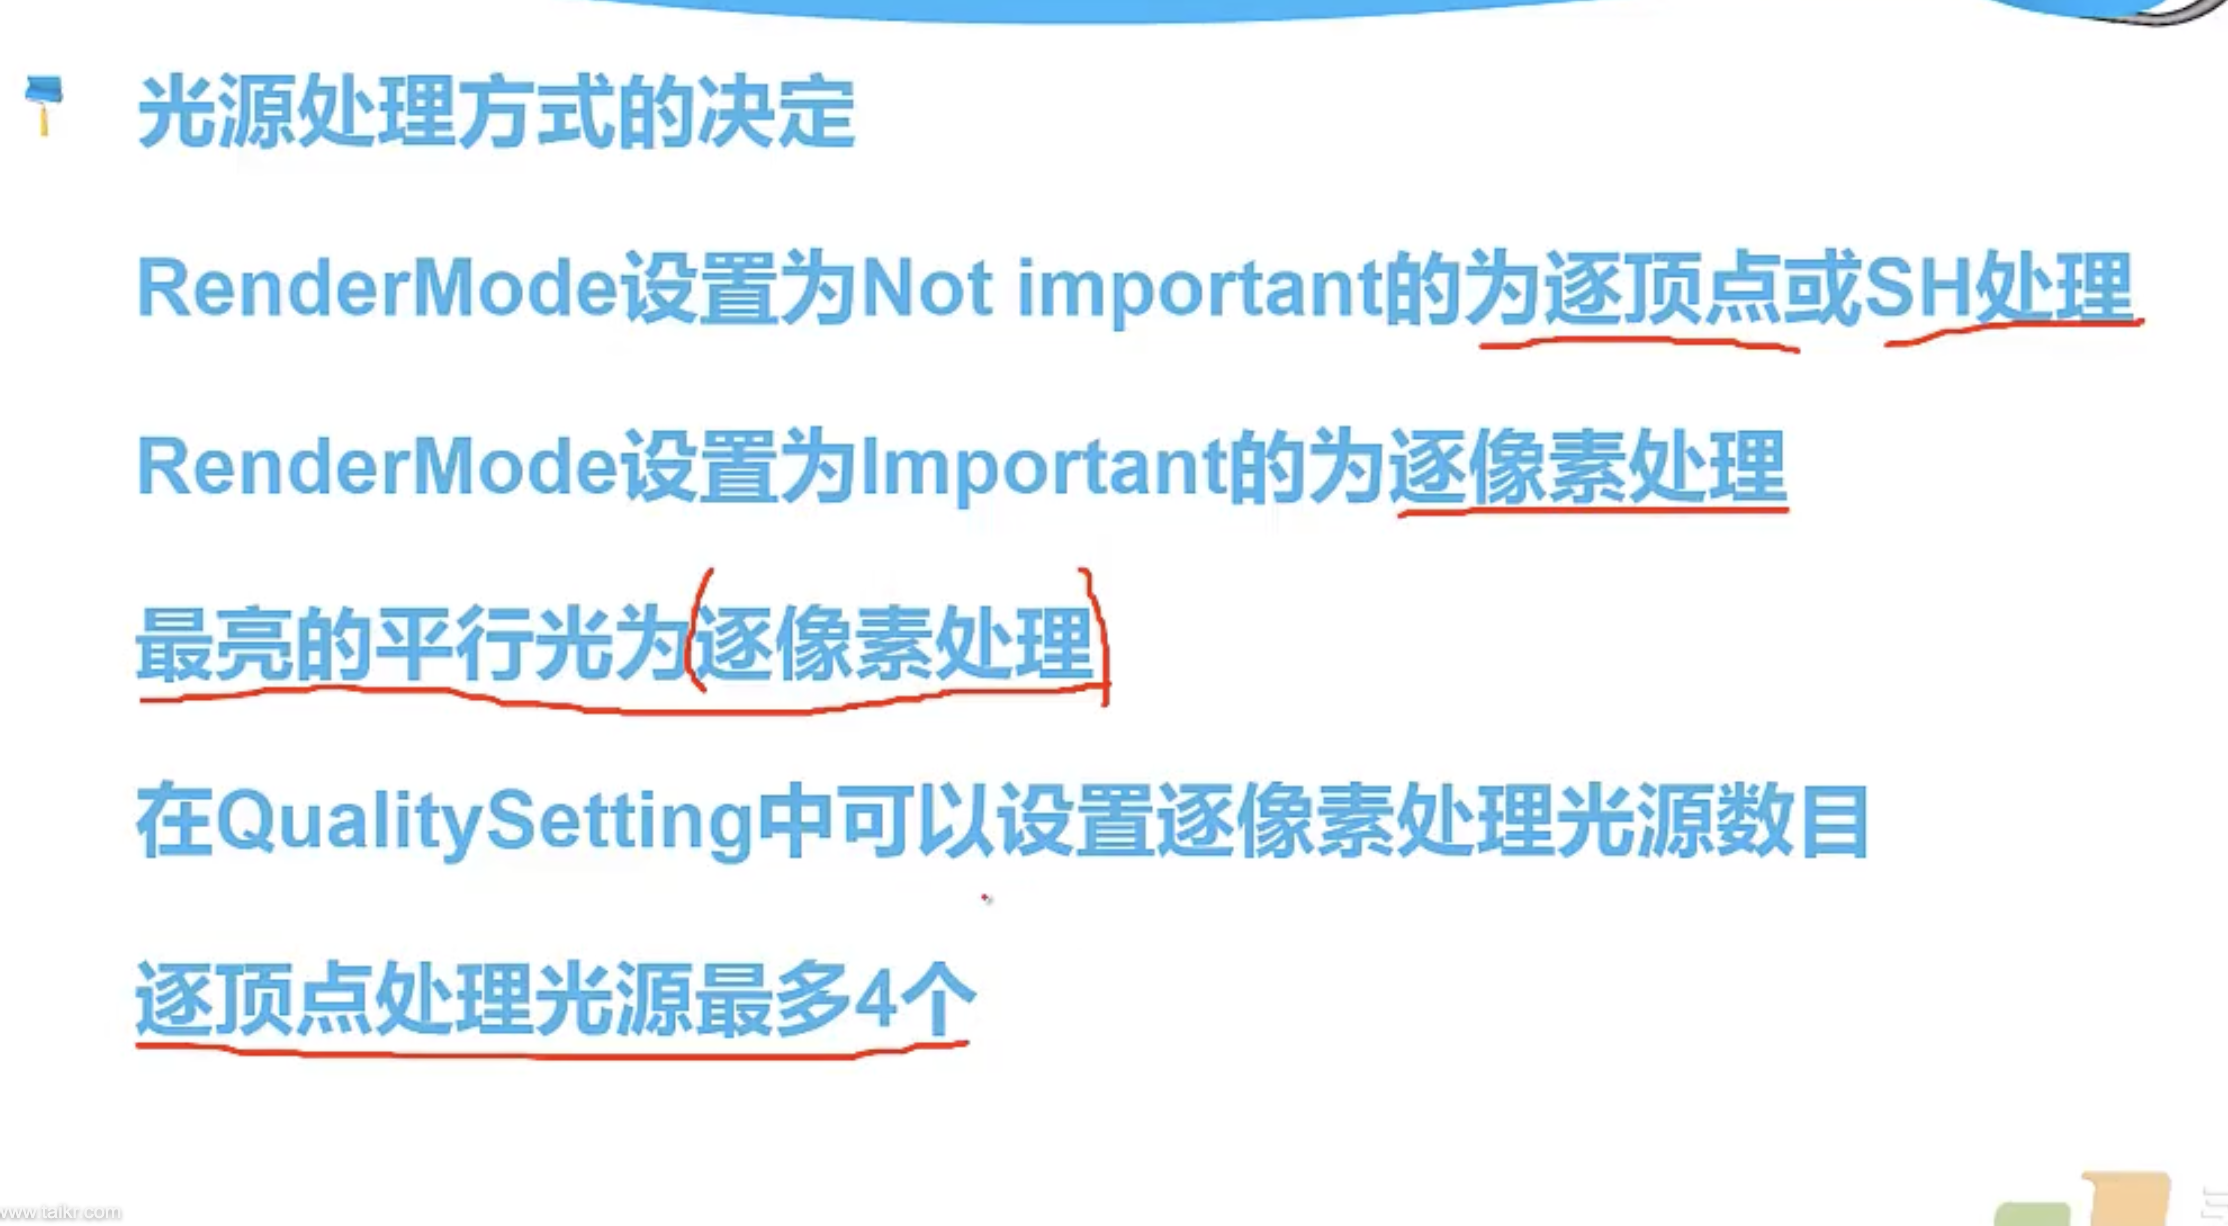 光源处理方式的决定
RenderMode设置为Not important的为逐顶点或SH处理
RenderMode设置为Important的为逐像素处理
最亮的平行光为逐像素处理
在QualitySetting中可以设置逐像素处理光源数目
逐顶点处理光源最多4个
www.taikr.com